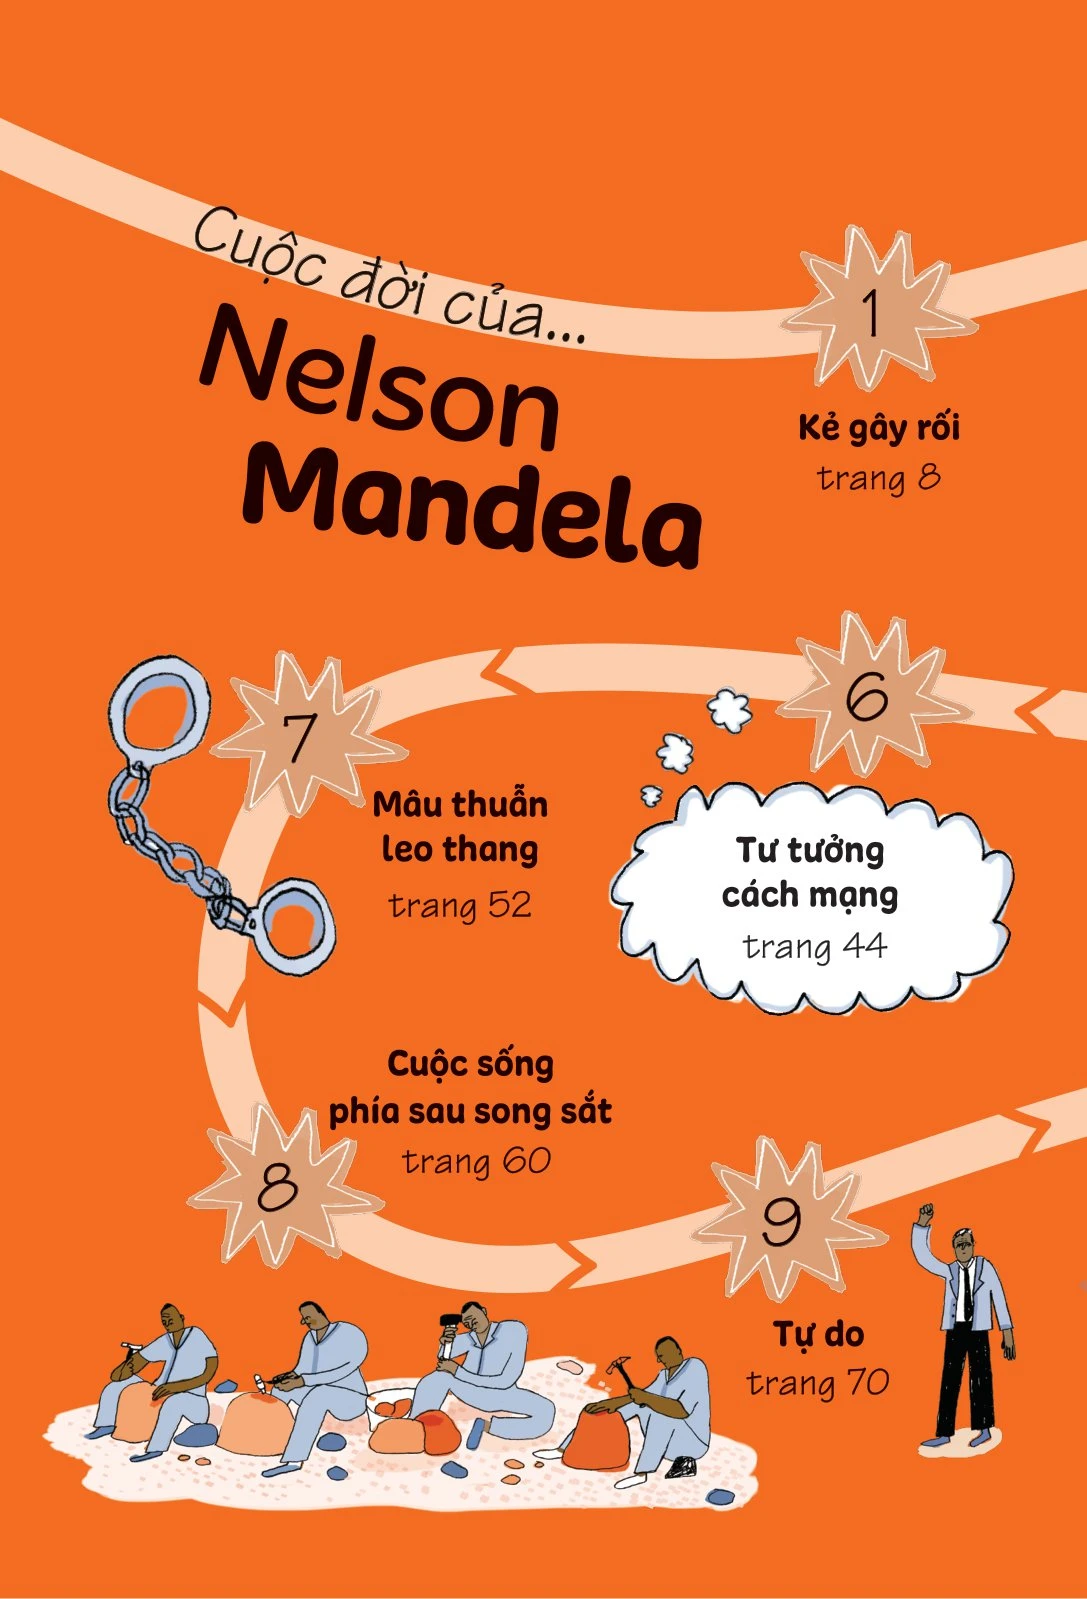 Cuộc đời của...
Nelson
Mandela
1
Kẻ gây rối
trang 8
6
Tư tưởng
cách mạng
trang 44
7
Mâu thuẫn
leo thang
trang 52
8
Cuộc sống
phía sau song sắt
trang 60
9
Tự do
trang 70